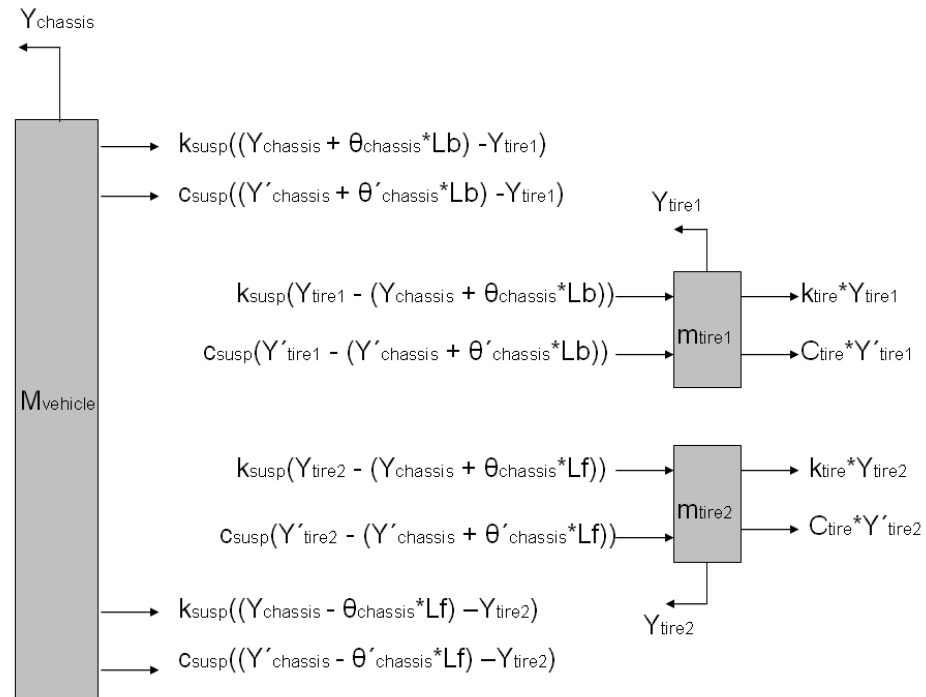 Ychassis
ksusp((Ychassis + θchassis*Lb) -Ytire1)
csusp((Y´chassis + θ´chassis*Lb) -Ytire1)
Ytire1
ksusp(Ytire1 - (Ychassis + θchassis*Lb))
ktire*Ytire1
mtire1
csusp(Y´tire1 - (Y´chassis + θ´chassis*Lb))
Ctire*Y'tire1
Mvehicle
ksusp(Ytire2 - (Ychassis + θchassis*Lf))
ktire*Ytire2
mtire2
csusp(Y´tire2 - (Y´chassis + θ´chassis*Lf))
Ctire*Y´tire2
ksusp((Ychassis - θchassis*Lf) –Ytire2)
Ytire2
csusp((Y´chassis - θ´chassis*Lf) –Ytire2)